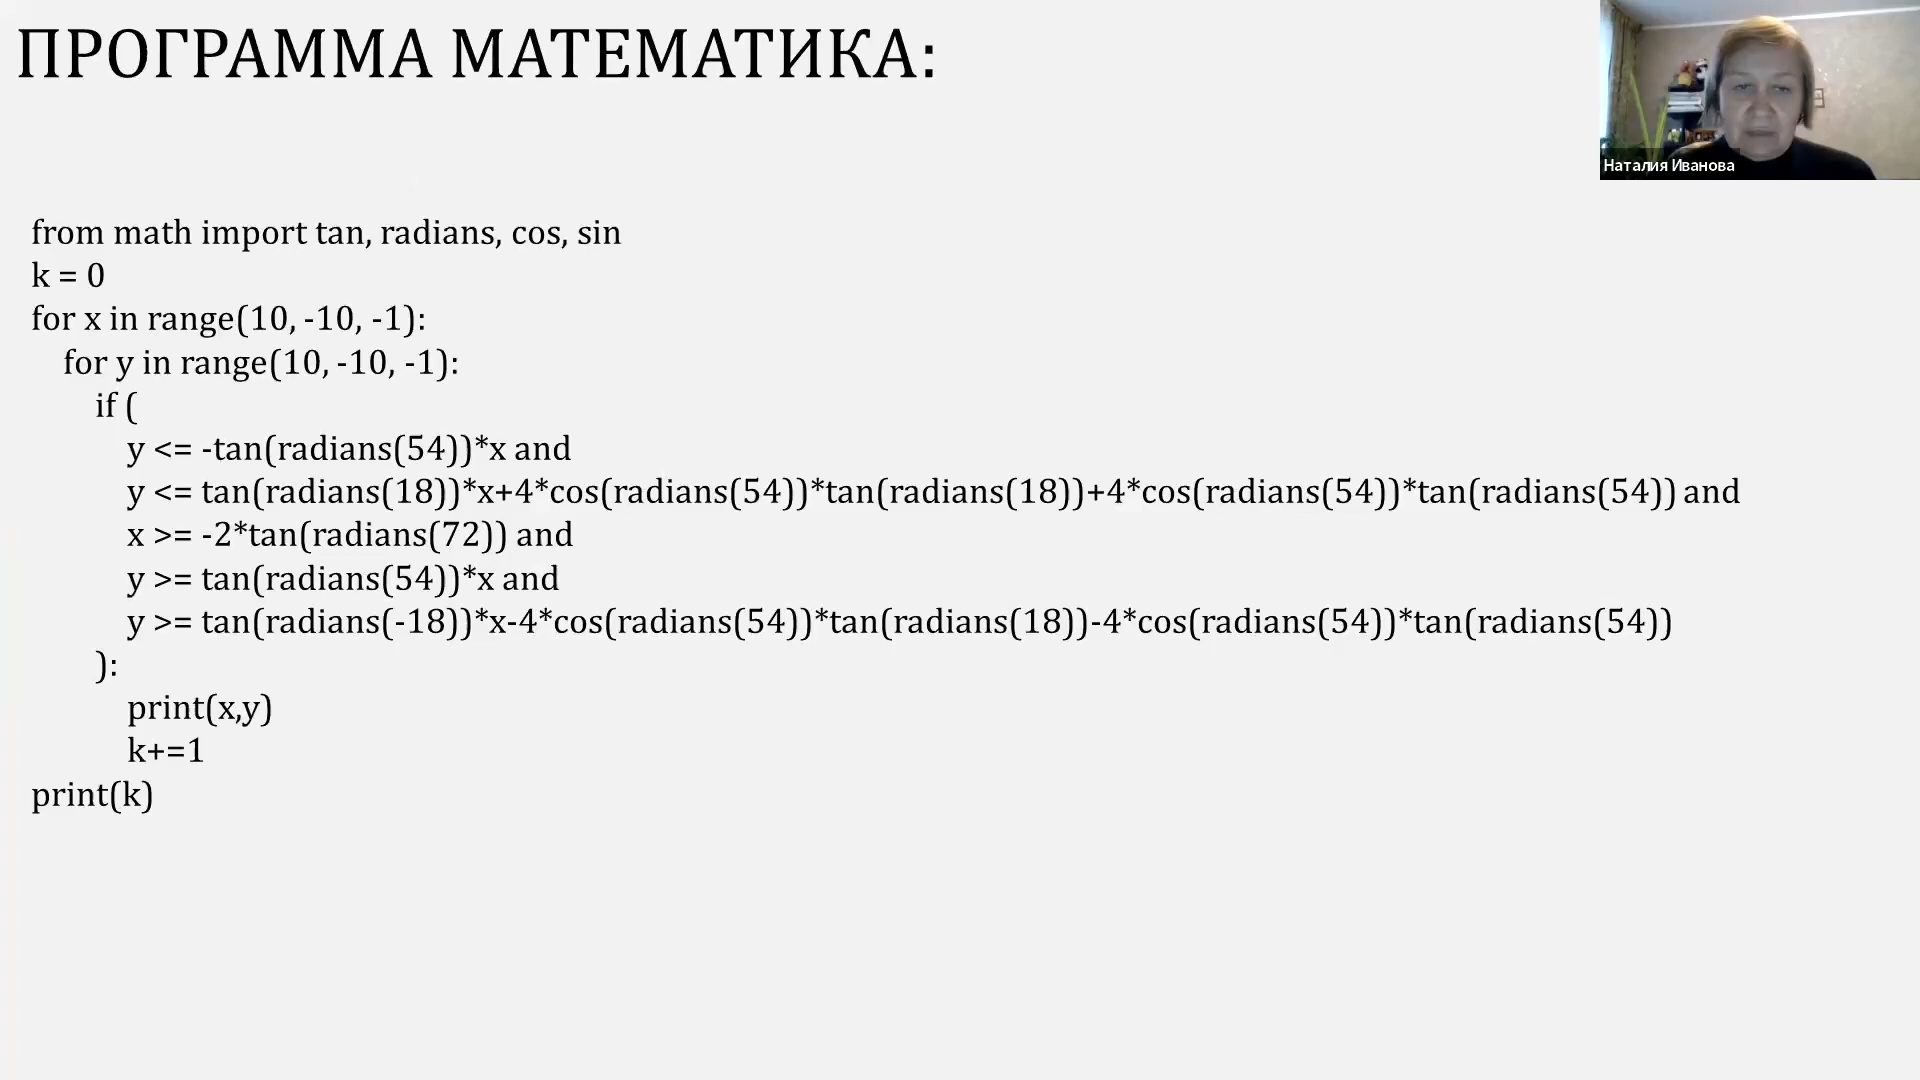 ПРОГРАММА МАТЕМАТИКА:
Наталия Иванова
from math import tan, radians, cos, sin
k = 0
for x in range(10, -10, -1):
for y in range(10, -10, -1):
if (
y <= -tan(radians(54))*x and
y <= tan(radians(18))*x+4*cos(radians(54))*tan(radians(18))+4*cos(radians(54))*tan(radians(54)) and
x >= -2*tan(radians(72)) and
y >= tan(radians(54))*x and
y >= tan(radians(-18))*x-4*cos(radians(54))*tan(radians(18))-4*cos(radians(54))*tan(radians(54))
):
print(x,y)
k+=1
print(k)